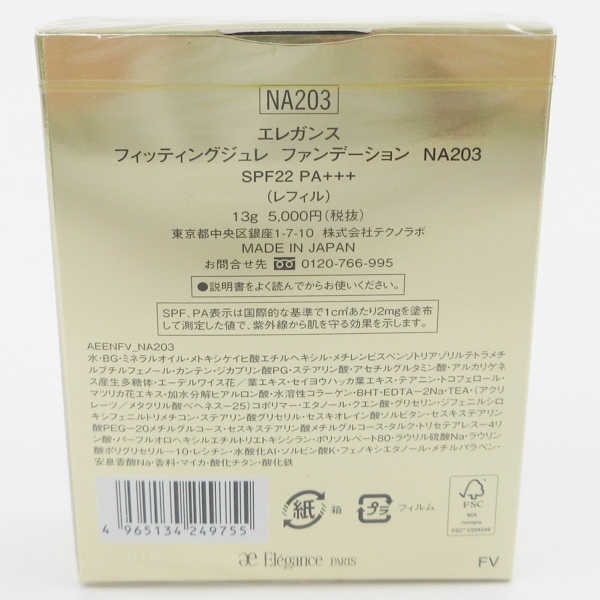 NA203
エレガンス
フィッティングジュレ ファンデーション NA203
SPF22 PA+++
(レフィル)
13g 5,000円(税抜)
東京都中央区銀座1-7-10 株式会社テクノラボ
MADE IN JAPAN
お問合せ先 0120-766-995
●説明書をよく読んでからお使いください。
SPF、PA表示は国際的な基準で1c㎡あたり2mgを塗布
して測定した値で、紫外線から肌を守る効果を示します。
AEENFV_NA203
水・BG・ミネラルオイル・メトキシケイヒ酸エチルヘキシル・メチレンビスベンゾトリアゾリルテトラメチ
ルブチルフェノール・カンテン・ジカプリン酸PG・ステアリン酸・アセチルグルタミン酸・アルカリゲネ
ス産生多糖体・エーデルワイス花/葉エキス・セイヨウハッカ葉エキス・テアニン・トコフェロール・
マツリカ花エキス・加水分解ヒアルロン酸・水溶性コラーゲン・BHT・EDTA-2Na・TEA・(アクリ
レーツ/メタクリル酸ベヘネス-25)コポリマー・エタノール・クエン酸・グリセリン・ジフェニルシロ
キシフェニルトリメチコン・ステアリン酸グリセリル・セスキオレイン酸ソルビタン・セスキステアリン
酸PEG-20メチルグルコース・セスキステアリン酸メチルグルコース・タルク・トリセテアレス-4リ
ン酸・パーフルオロヘキシルエチルトリエトキシシラン・ポリソルベート80・ラウリル硫酸Na・ラウリン
酸ポリグリセリル-10・レシチン・水酸化Al・ソルビン酸K・フェノキシエタノール・メチルパラベン・
安息香酸Na・香料・マイカ・酸化チタン・酸化鉄
4 965134 249755
紙 箱
プラ フィルム
FSC
MIX
Packaging
Elégance PARIS
FV